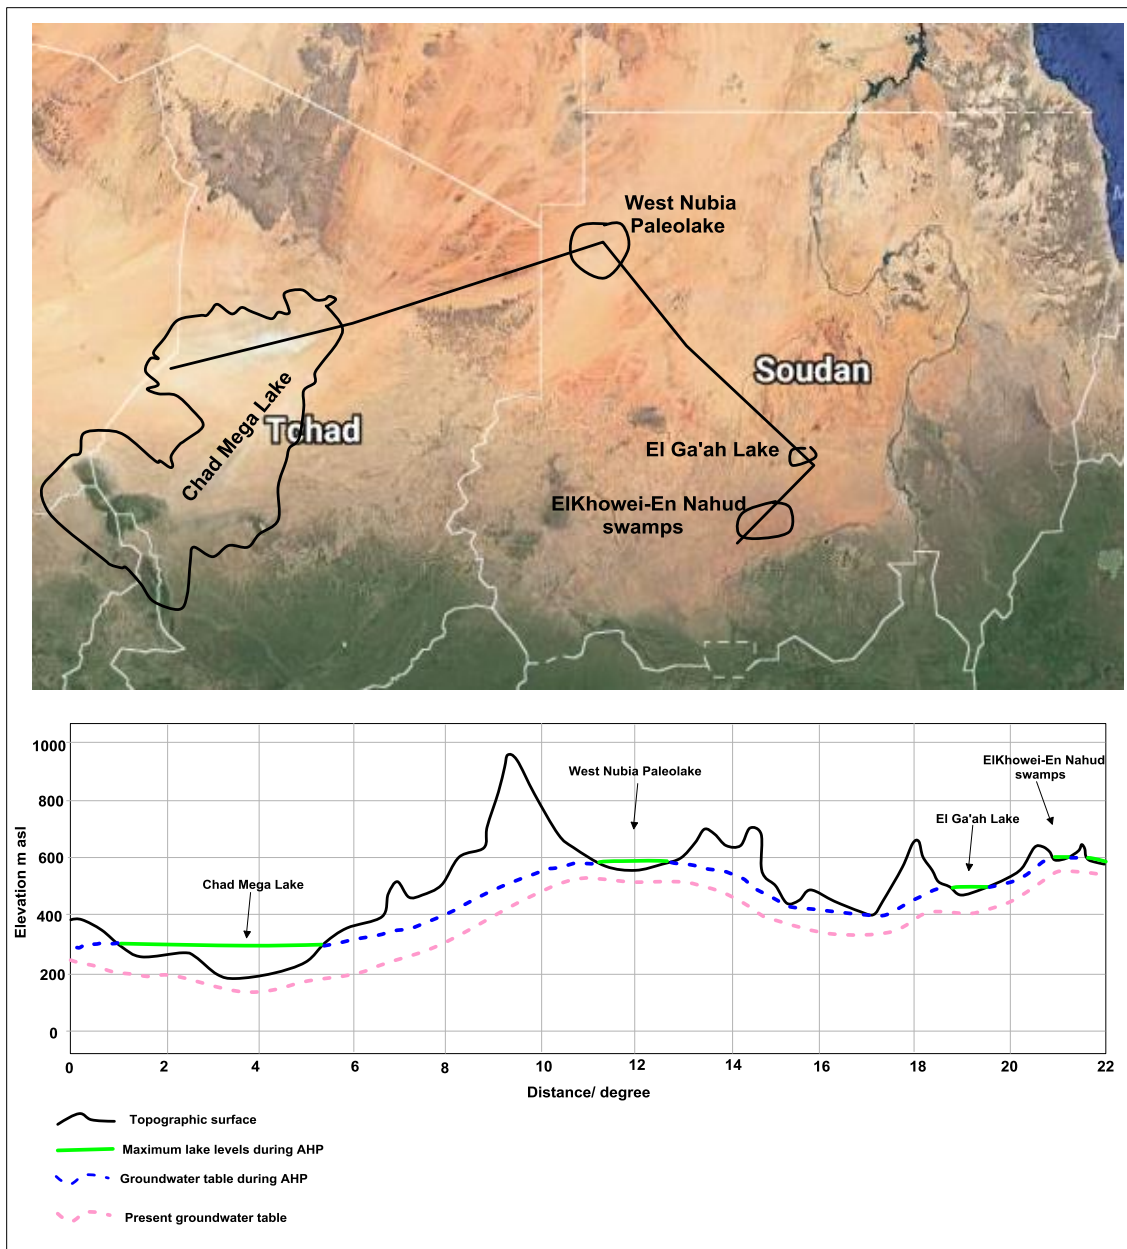 West Nubia
Paleolake
Soudan
Chad Mega Lake
Tchad
El Ga'ah Lake
ElKhowei-En Nahud
swamps
Elevation m asl
1000
800
600
400
200
0
ElKhowei-En Nahud
swamps
West Nubia Paleolake
El Ga'ah Lake
Chad Mega Lake
0 2 4 6 8 10 12 14 16 18 20 22
Distance/ degree
Topographic surface
Maximum lake levels during AHP
Groundwater table during AHP
Present groundwater table